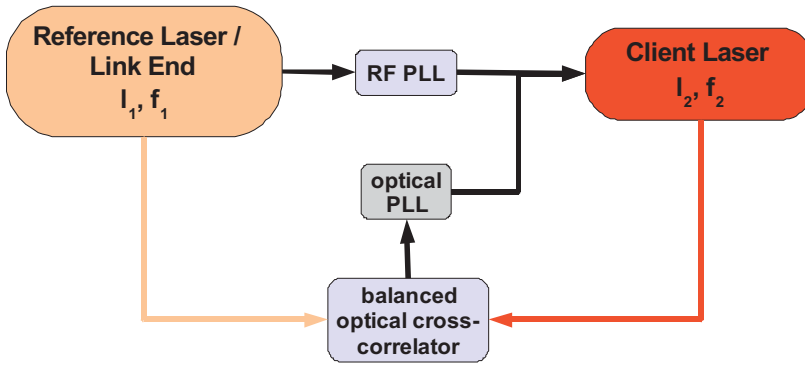 Reference Laser /
Link End
l₁, f₁
RF PLL
Client Laser
l₂, f₂
optical
PLL
balanced
optical cross-
correlator